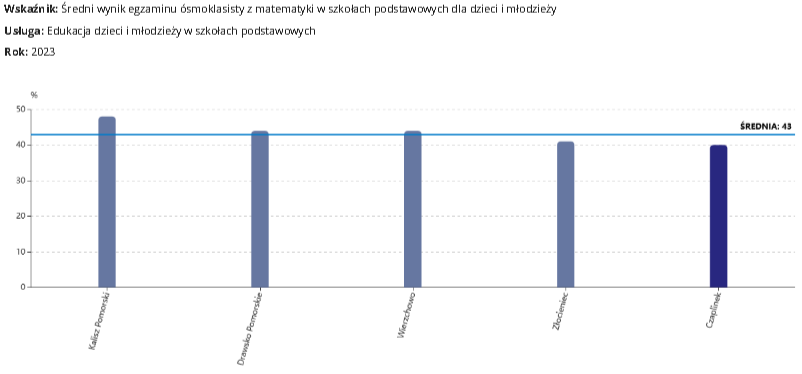 Wskaźnik: Średni wynik egzaminu ósmoklasisty z matematyki w szkołach podstawowych dla dzieci i młodzieży
Usługa: Edukacja dzieci i młodzieży w szkołach podstawowych
Rok: 2023
%
50
ŚREDNIA: 43
40
30
20
10
0
Kalisz Pomorski
Drawsko Pomorskie
Wierzchowo
Złocieniec
Czaplinek